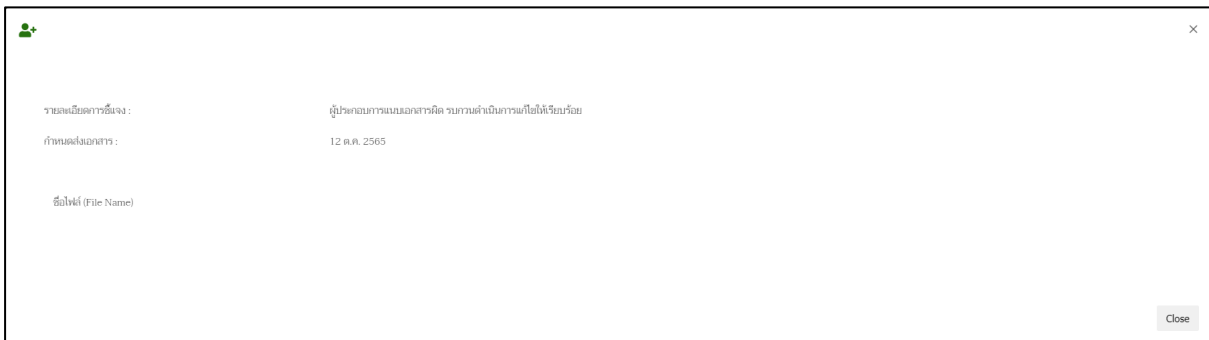 รายละเอียดการชี้แจง : ผู้ประกอบการแนบเอกสารผิด รบกวนดำเนินการแก้ไขให้เรียบร้อย
กำหนดส่งเอกสาร : 12 ต.ค. 2565
ชื่อไฟล์ (File Name)
Close